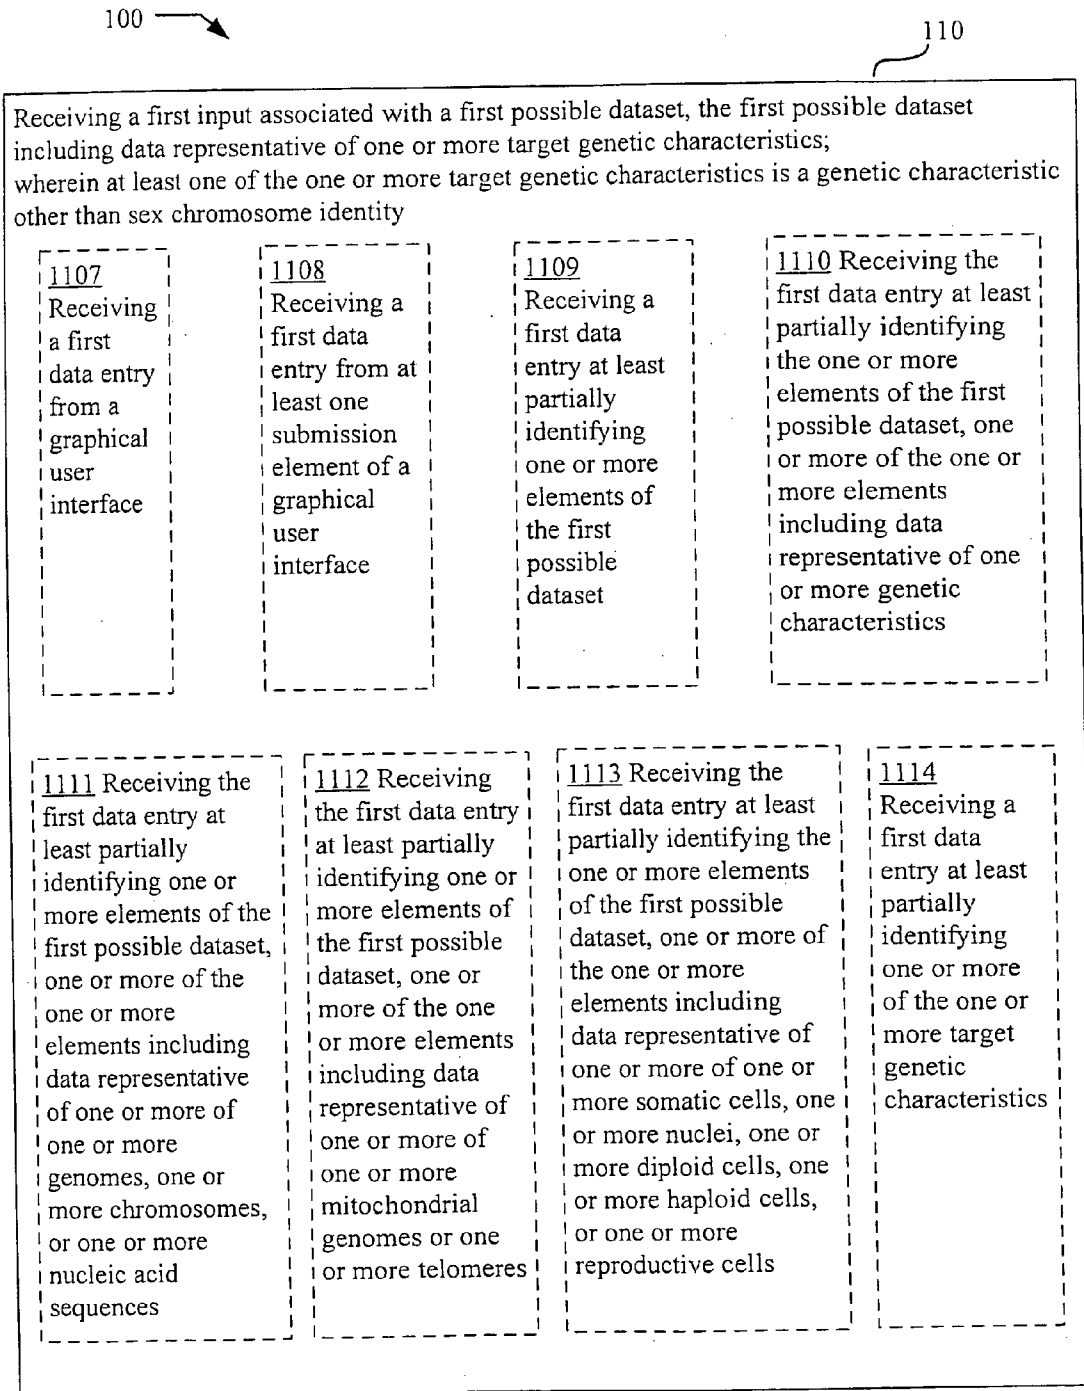 100
110
Receiving a first input associated with a first possible dataset, the first possible dataset
including data representative of one or more target genetic characteristics;
wherein at least one of the one or more target genetic characteristics is a genetic characteristic
other than sex chromosome identity
1107
Receiving
a first
data entry
from a
graphical
user
interface
1108
Receiving a
first data
entry from at
least one
submission
element of a
graphical
user
interface
1109
Receiving a
first data
entry at least
partially
identifying
one or more
elements of
the first
possible
dataset
1110 Receiving the
first data entry at least
partially identifying
the one or more
elements of the first
possible dataset, one
or more of the one or
more elements
including data
representative of one
or more genetic
characteristics
1111 Receiving the
first data entry at
least partially
identifying one or
more elements of the
first possible dataset,
one or more of the
one or more
elements including
data representative
of one or more of
one or more
genomes, one or
more chromosomes,
or one or more
nucleic acid
sequences
1112 Receiving
the first data entry
at least partially
identifying one or
more elements of
the first possible
dataset, one or
more of the one
or more elements
including data
representative of
one or more of
one or more
mitochondrial
genomes or one
or more telomeres
1113 Receiving the
first data entry at least
partially identifying the
one or more elements
of the first possible
dataset, one or more of
the one or more
elements including
data representative of
one or more of one or
more somatic cells, one
or more nuclei, one or
more diploid cells, one
or more haploid cells,
or one or more
reproductive cells
1114
Receiving a
first data
entry at least
partially
identifying
one or more
of the one or
more target
genetic
characteristics